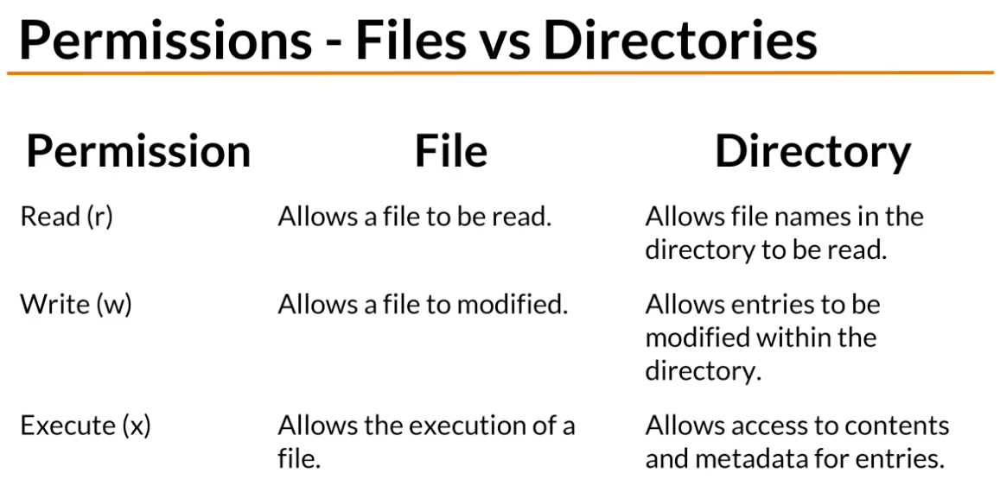 Permissions - Files vs Directories
Permission File Directory
Read (r) Allows a file to be read. Allows file names in the
directory to be read.
Write (w) Allows a file to modified. Allows entries to be
modified within the
directory.
Execute (x) Allows the execution of a Allows access to contents
file. and metadata for entries.